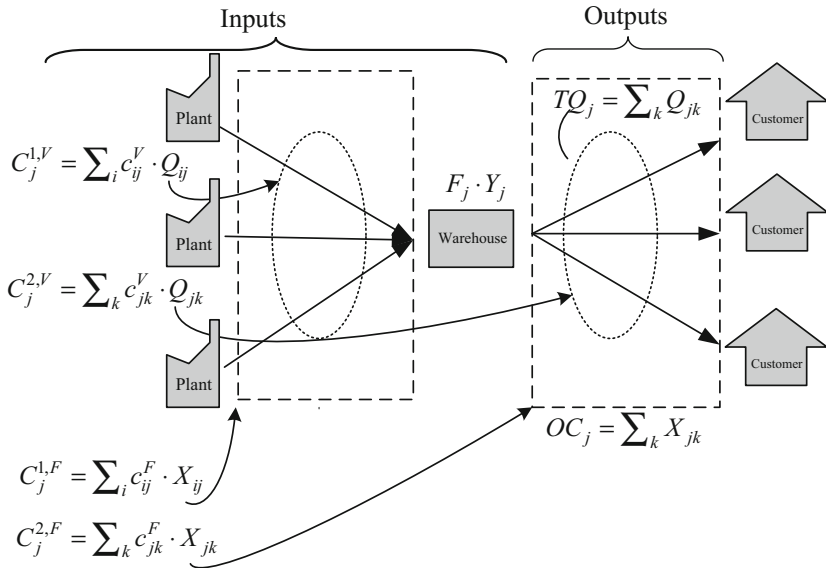 Inputs
Outputs
Plant
Customer
TQ_j = ∑_k Q_jk
C_j^{1,V} = ∑_i c_ij^V · Q_ij
F_j · Y_j
Plant
Warehouse
Customer
C_j^{2,V} = ∑_k c_jk^V · Q_jk
Plant
Customer
OC_j = ∑_k X_jk
C_j^{1,F} = ∑_i c_ij^F · X_ij
C_j^{2,F} = ∑_k c_jk^F · X_jk